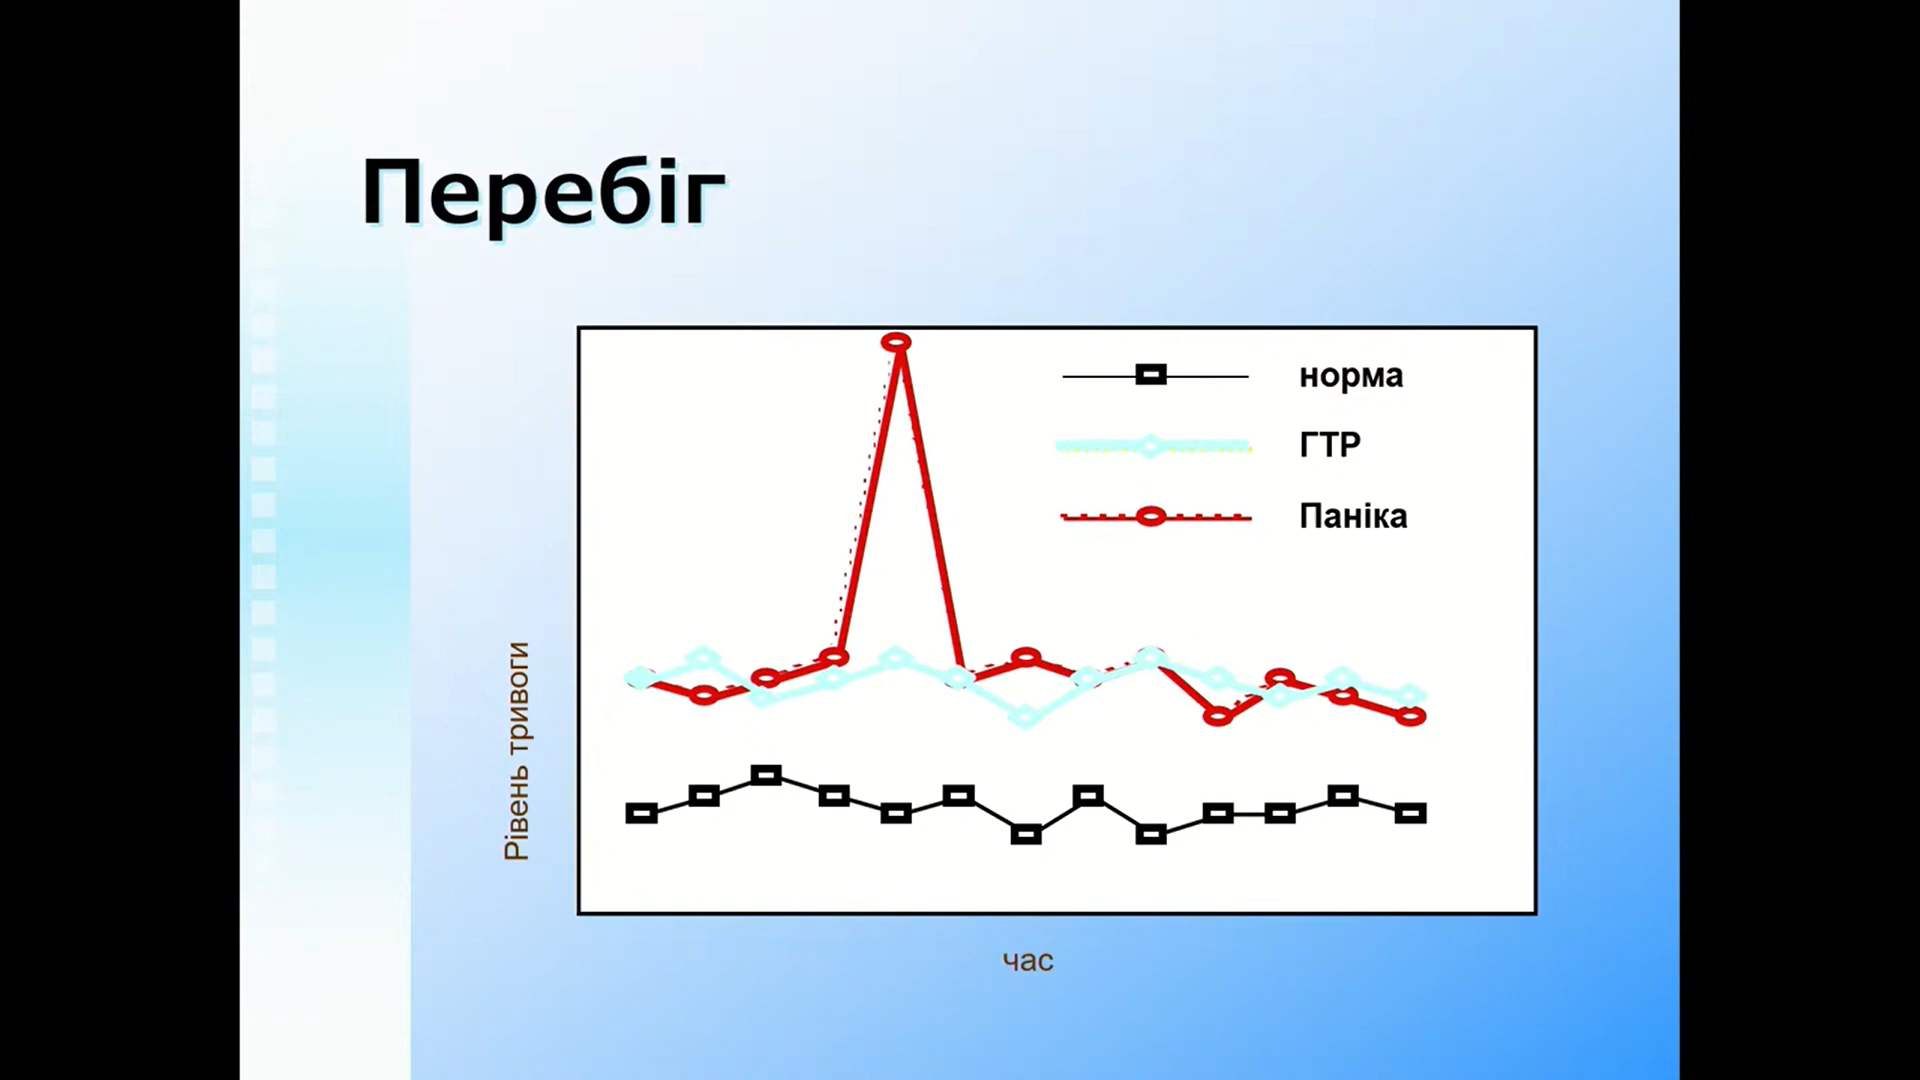 Перебіг
норма
ГТР
Паніка
Рівень тривоги
час